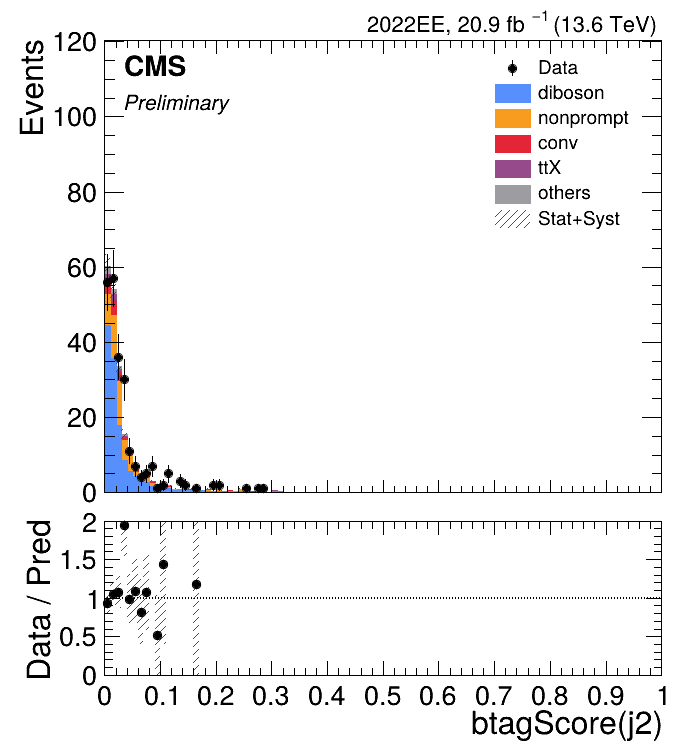 2022EE, 20.9 fb⁻¹ (13.6 TeV)
CMS
Preliminary
Events
120
100
80
60
40
20
0
Data
diboson
nonprompt
conv
ttX
others
Stat+Syst
Data / Pred
2
1.5
1
0.5
0
0 0.1 0.2 0.3 0.4 0.5 0.6 0.7 0.8 0.9 1
btagScore(j2)